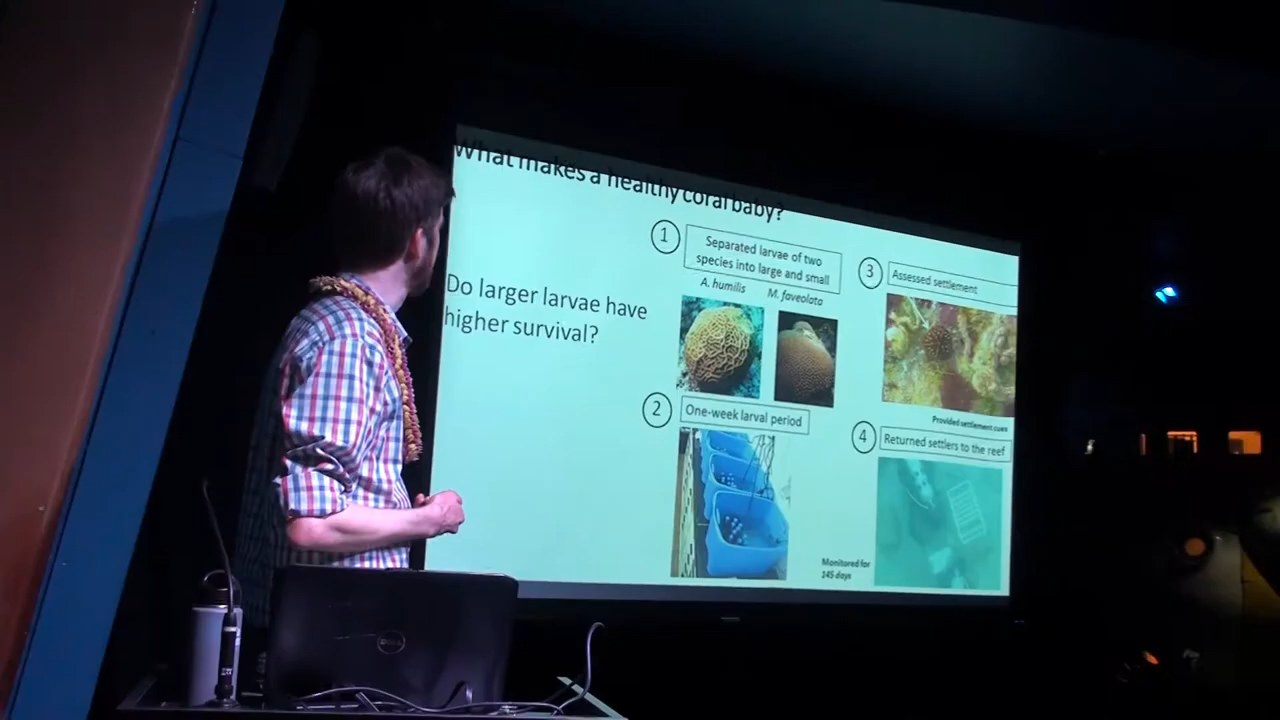 What makes a healthy coral baby?
Do larger larvae have
higher survival?
1
Separated larvae of two
species into large and small
A. humilis M. faveolata
2
One-week larval period
3
Assessed settlement
Provided settlement cues
4
Returned settlers to the reef
Monitored for
145 days
DELL